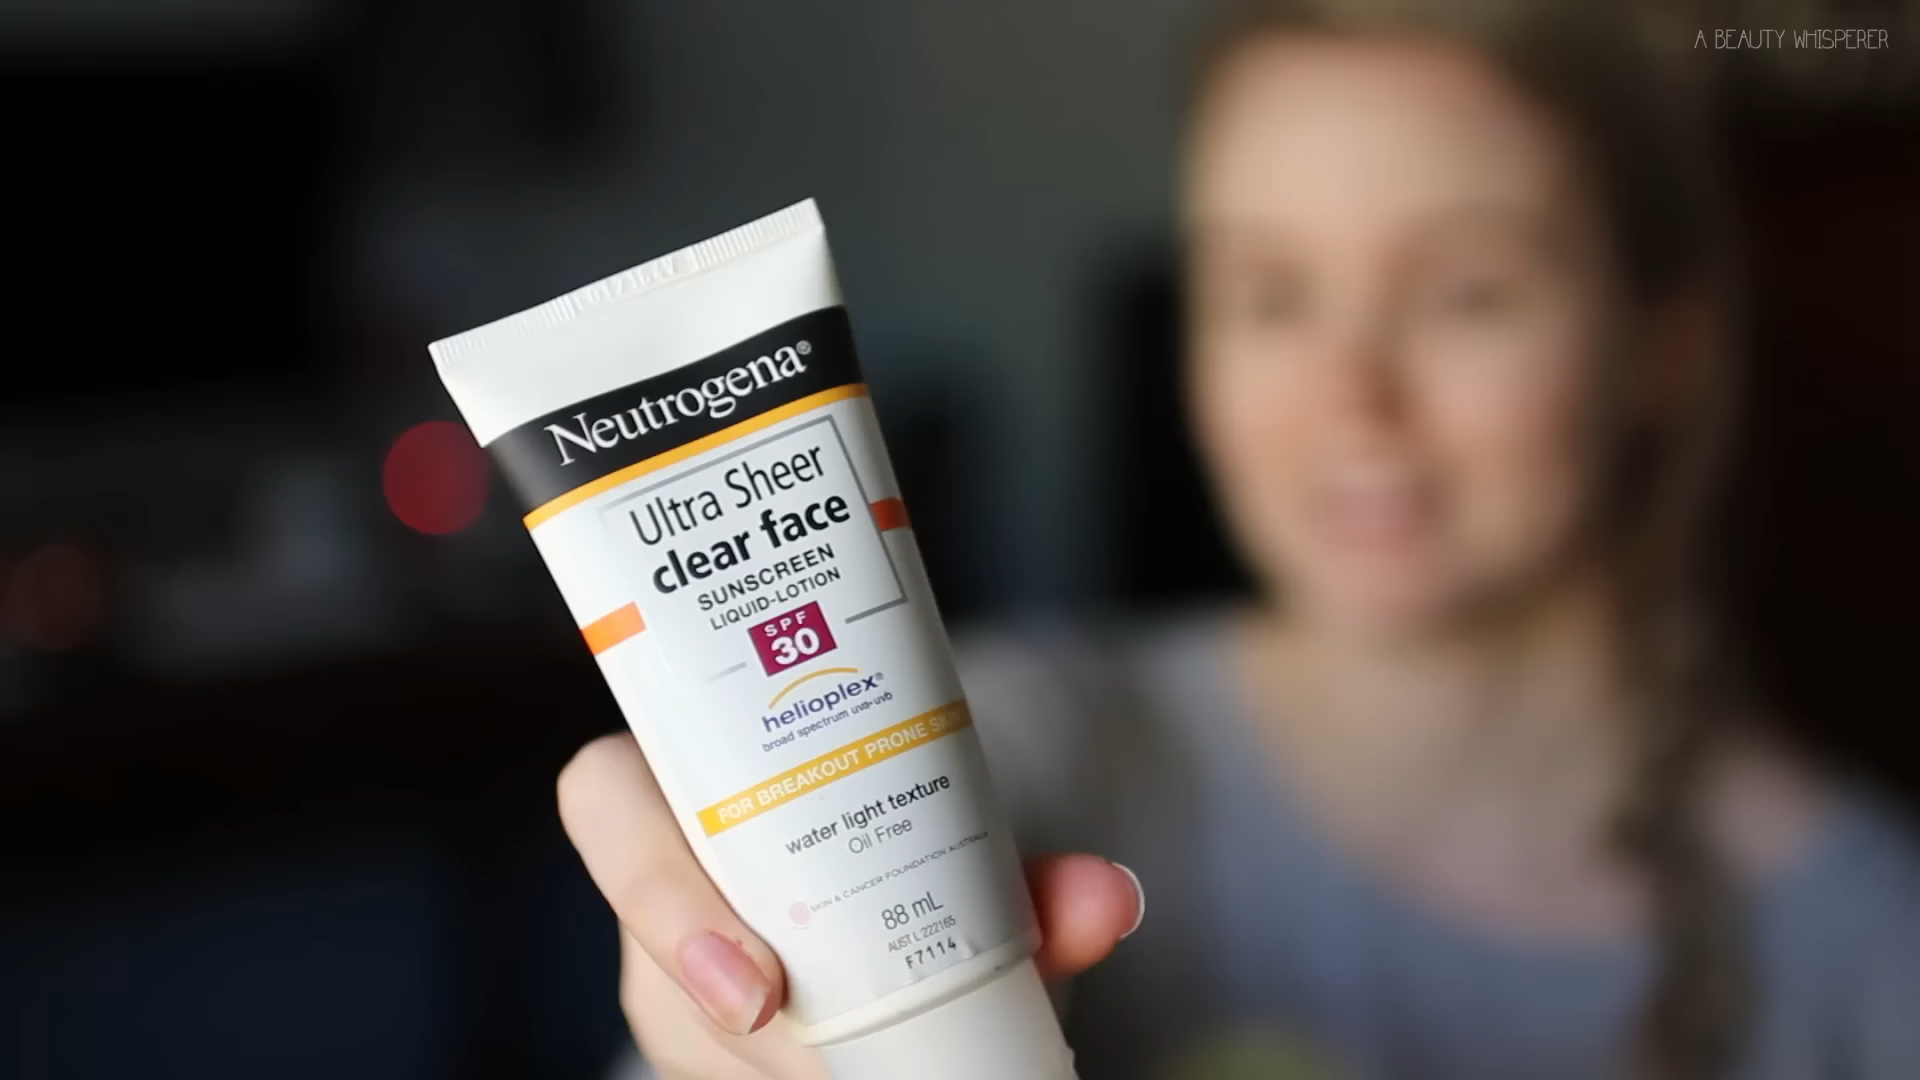 A BEAUTY WHISPERER
Neutrogena®
Ultra Sheer
clear face
SUNSCREEN
LIQUID-LOTION
SPF
30
helioplex®
broad spectrum uva•uvb
FOR BREAKOUT PRONE SKIN
water light texture
Oil Free
SKIN & CANCER FOUNDATION AUSTRALIA
88 mL
AUST L 222165
F7114